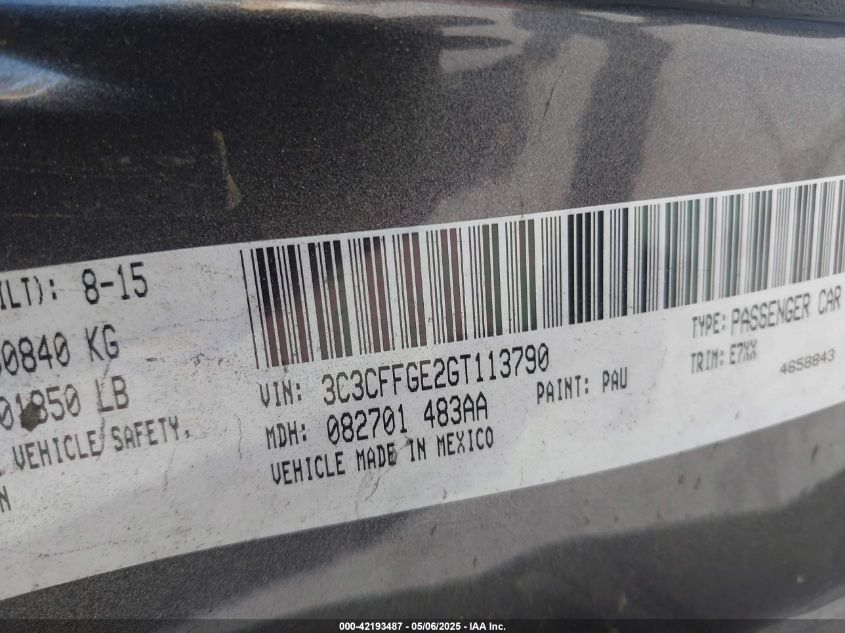 ILT): 8-15
0840 KG
01850 LB
VEHICLE SAFETY,
N
VIN: 3C3CFFGE2GT113790
MDH: 082701 483AA
VEHICLE MADE IN MEXICO
PAINT: PAU
TYPE: PASSENGER CAR
TRIM: E7XX
4658843
000-42193487 - 05/06/2025 - IAA Inc.